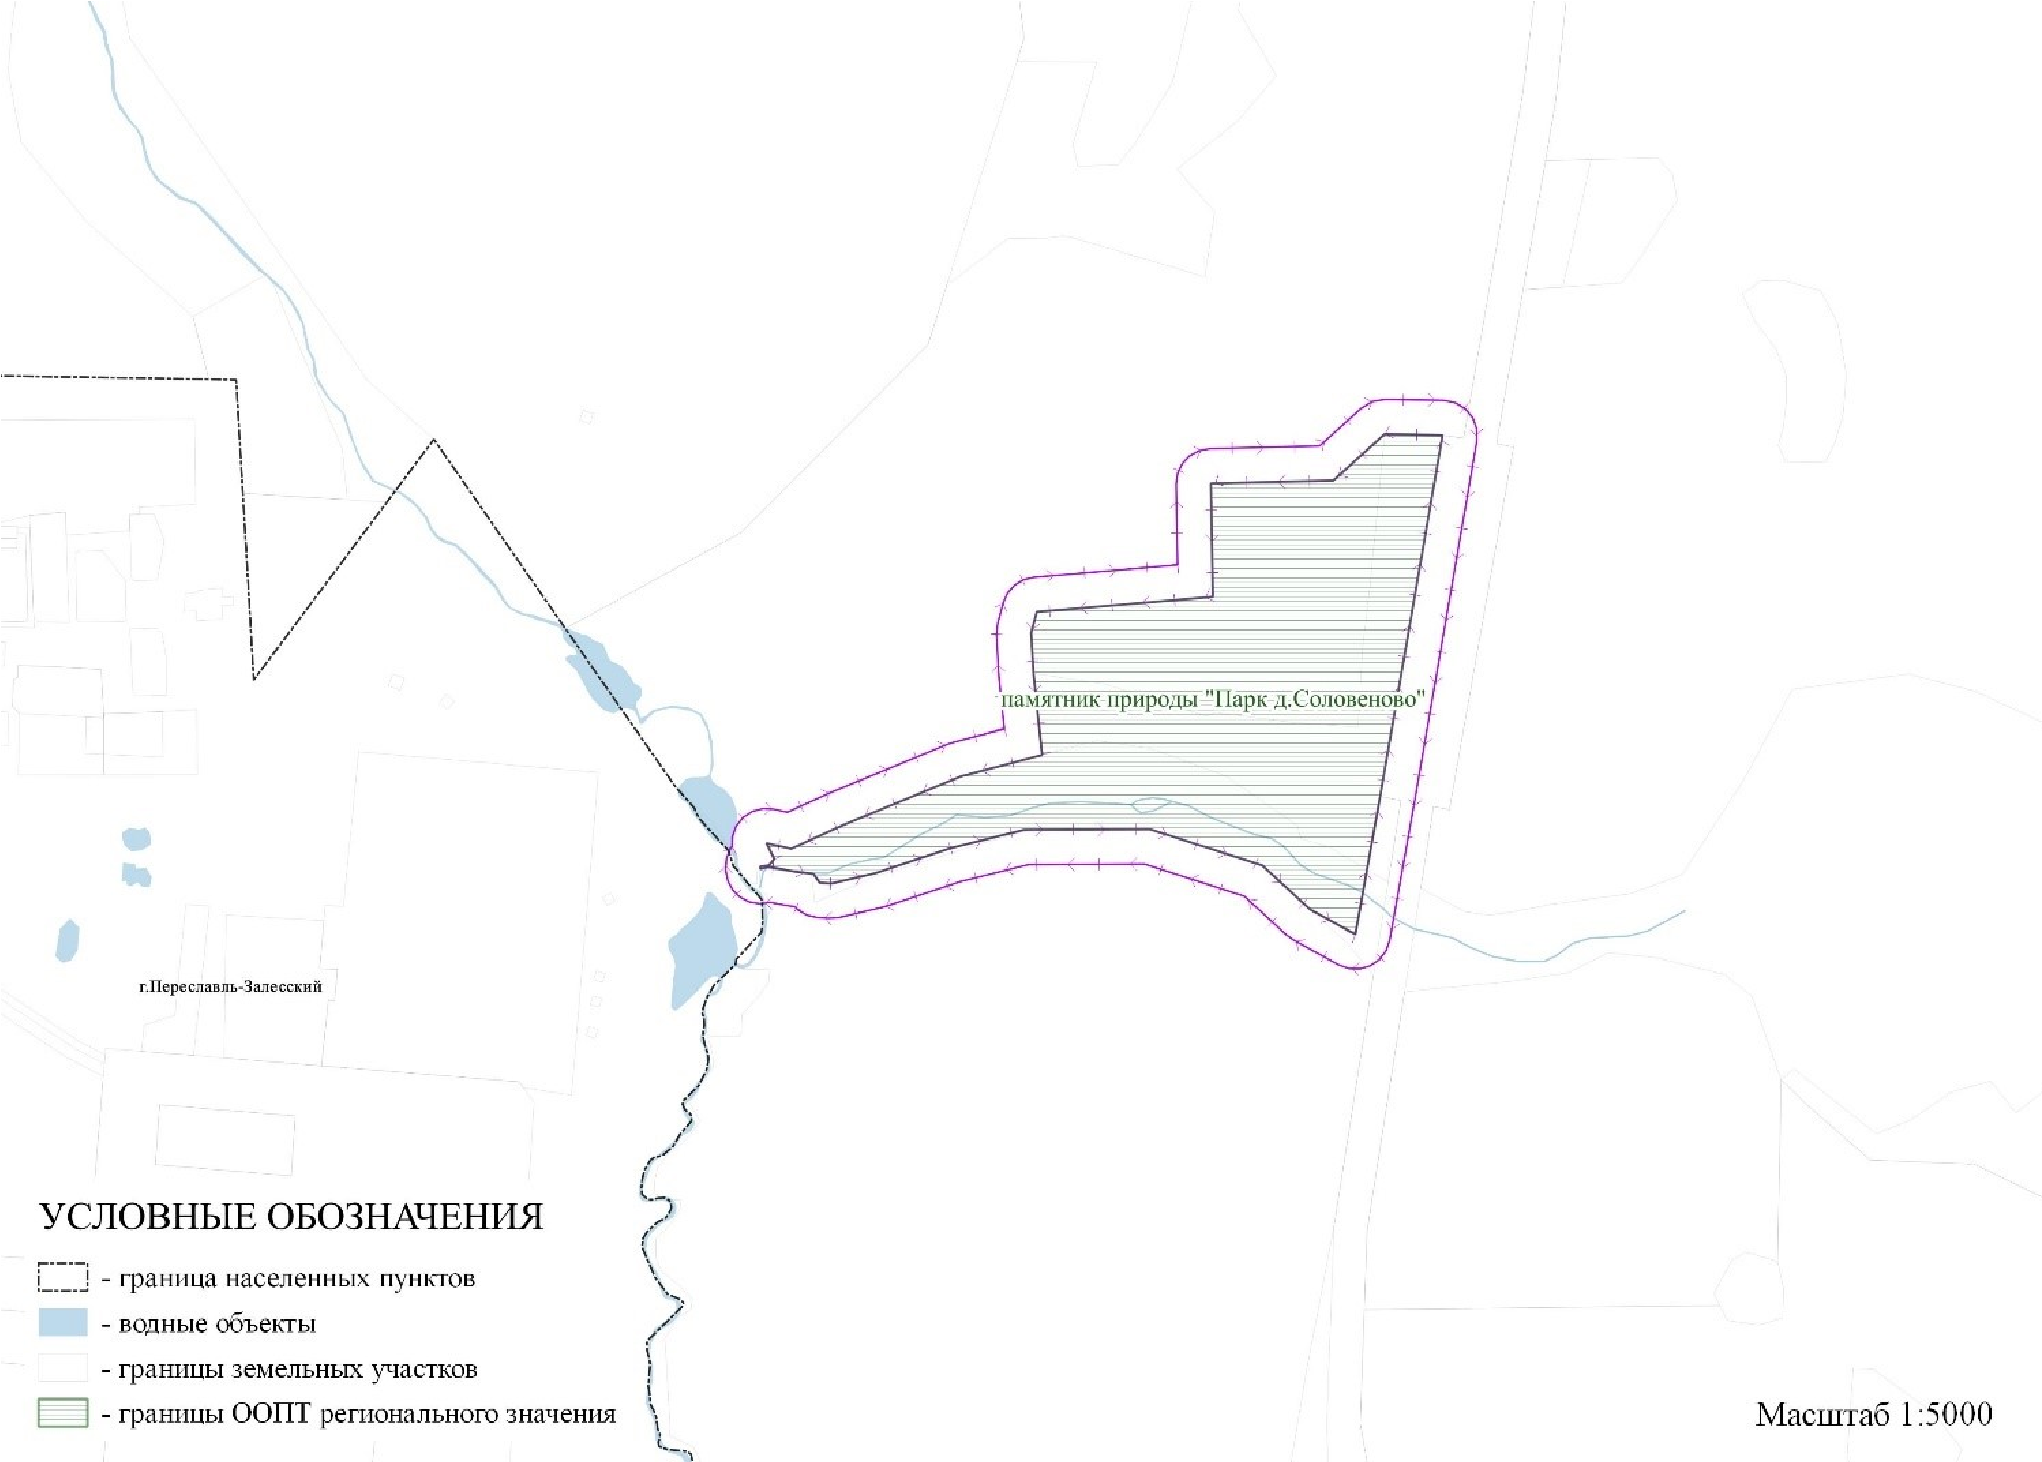 памятник природы "Парк д.Соловеново"
г.Переславль-Залесский
УСЛОВНЫЕ ОБОЗНАЧЕНИЯ
- граница населенных пунктов
- водные объекты
- границы земельных участков
- границы ООПТ регионального значения
Масштаб 1:5000